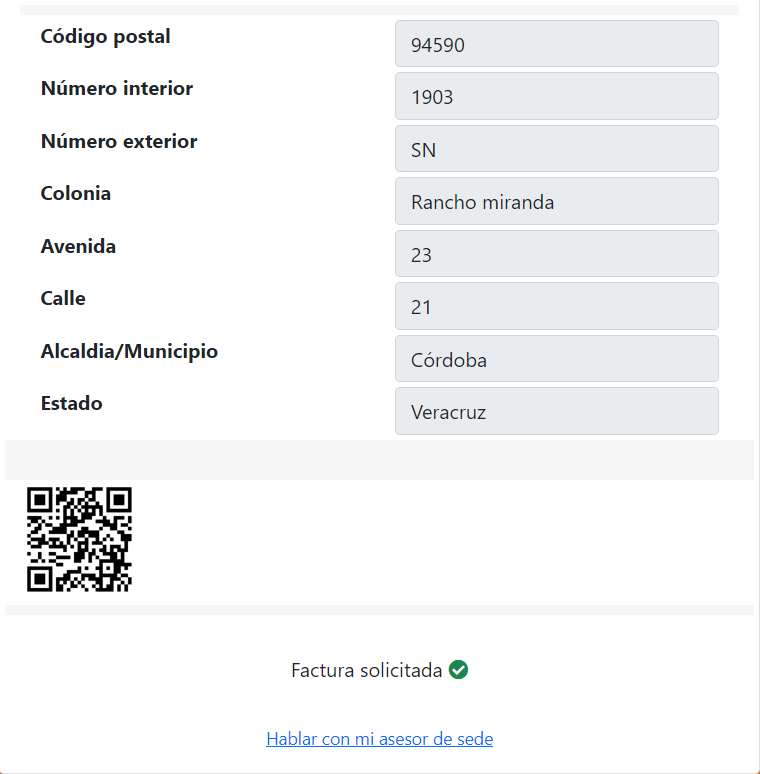 Código postal 94590
Número interior 1903
Número exterior SN
Colonia Rancho miranda
Avenida 23
Calle 21
Alcaldia/Municipio Córdoba
Estado Veracruz
Factura solicitada
Hablar con mi asesor de sede